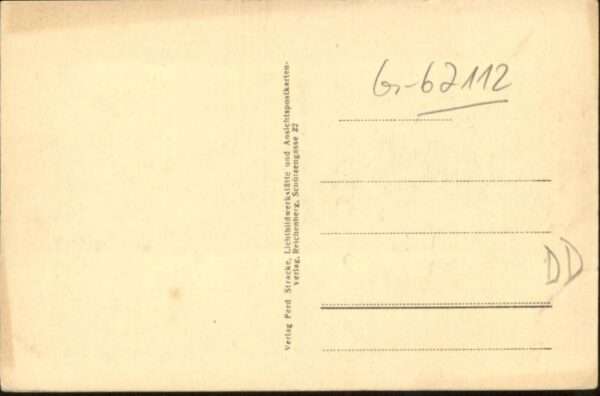 Gr-62112
Verlag Ferd Stracke, Lichtbildwerkstätte und Ansichtspostkarten-
verlag, Reichenberg, Schützengasse 22
DD